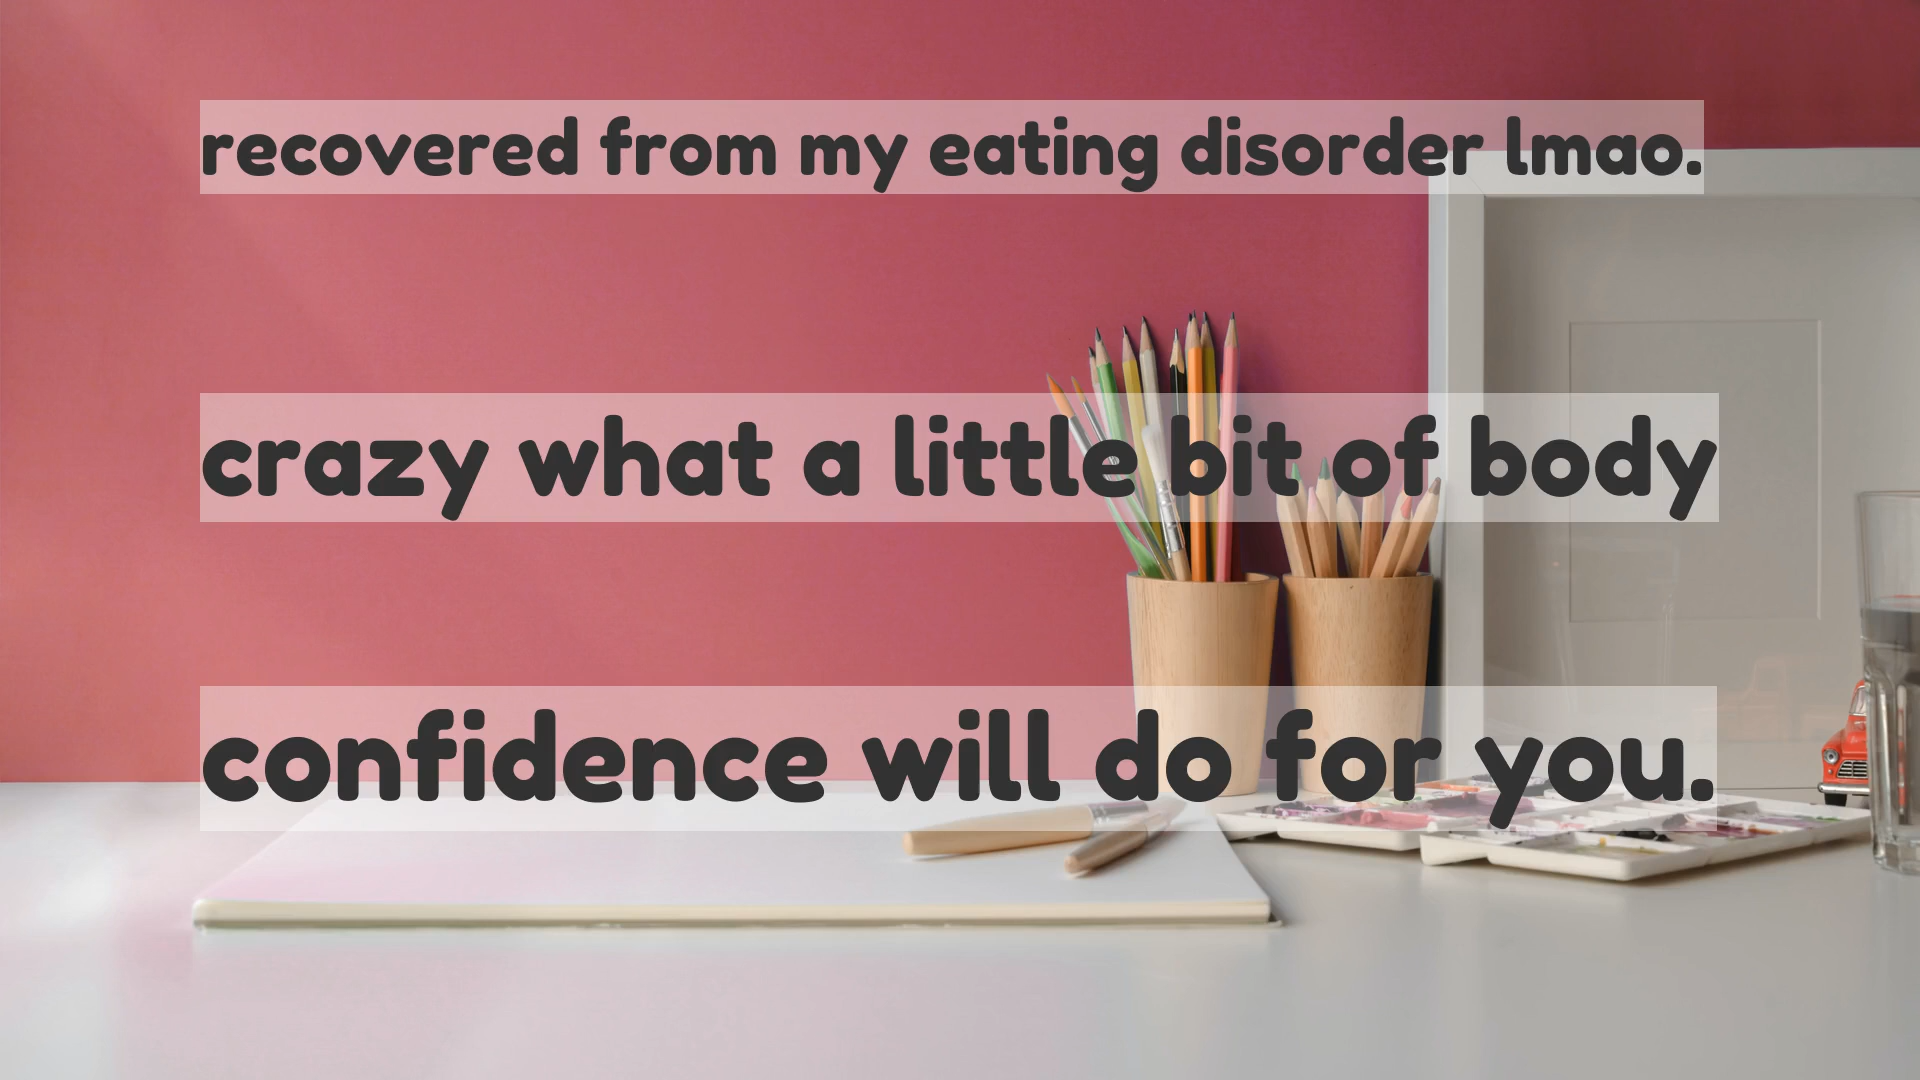 recovered from my eating disorder lmao.
crazy what a little bit of body
confidence will do for you.